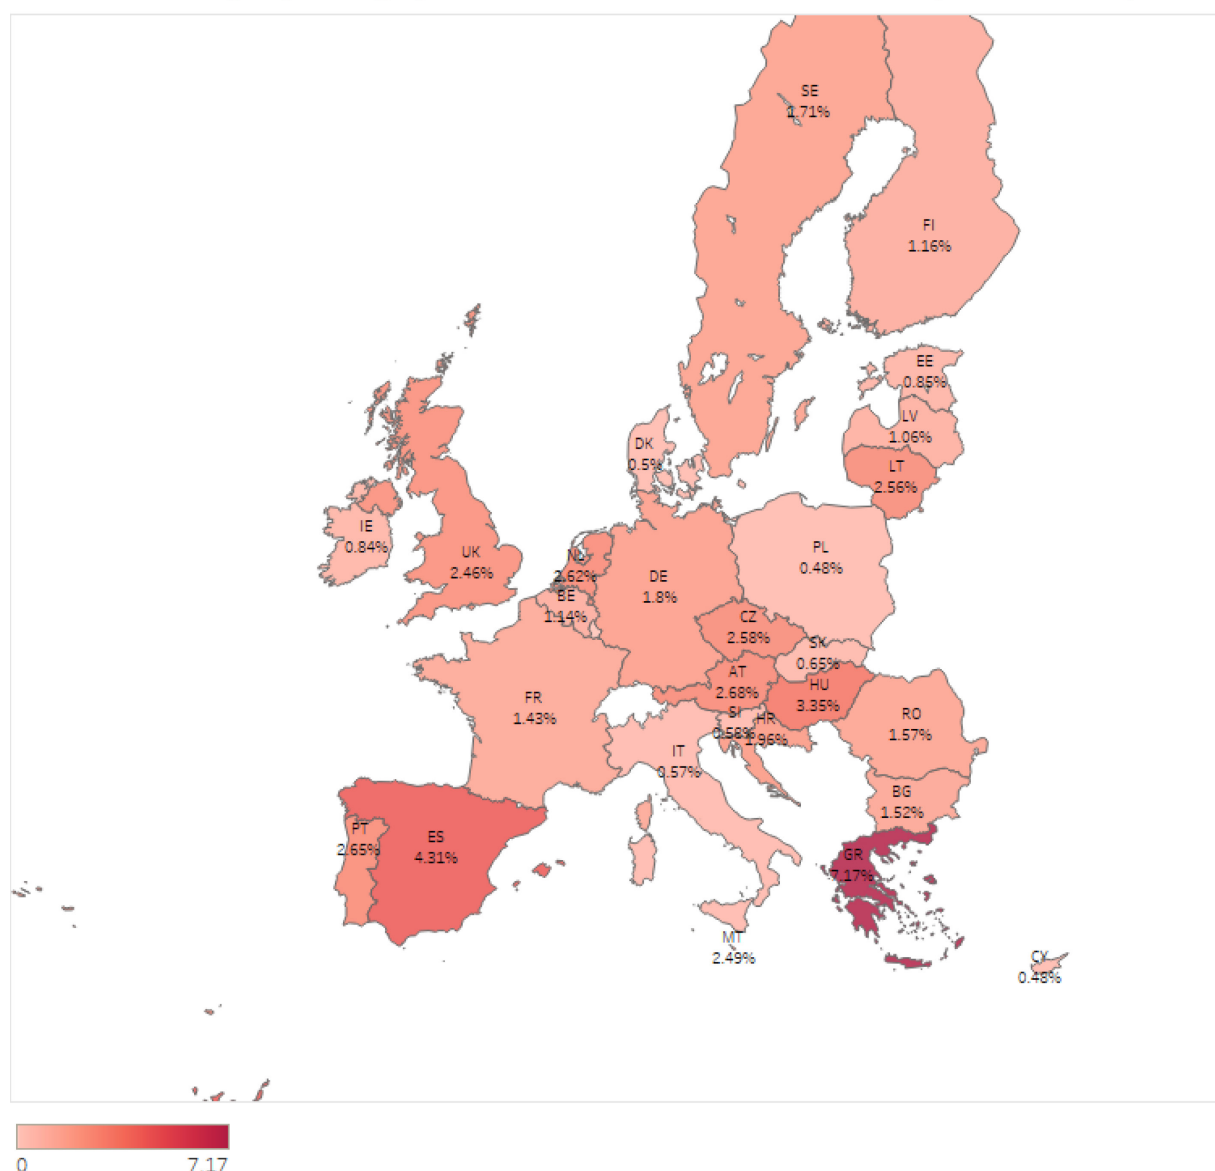 SE
1.71%
FI
1.16%
EE
0.85%
LV
1.06%
DK
0.5%
LT
2.56%
IE
0.84%
UK
2.46%
NL
2.62%
PL
0.48%
DE
1.8%
BE
1.14%
CZ
2.58%
SK
0.65%
AT
2.68%
HU
3.35%
FR
1.43%
SI
0.58%
HR
1.96%
RO
1.57%
IT
0.57%
BG
1.52%
PT
2.65%
ES
4.31%
GR
7.17%
MT
2.49%
CY
0.48%
0
7.17